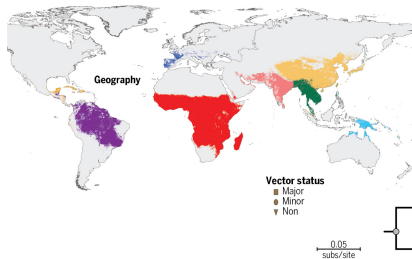 Geography
Vector status
Major
Minor
Non
0.05
subs/site